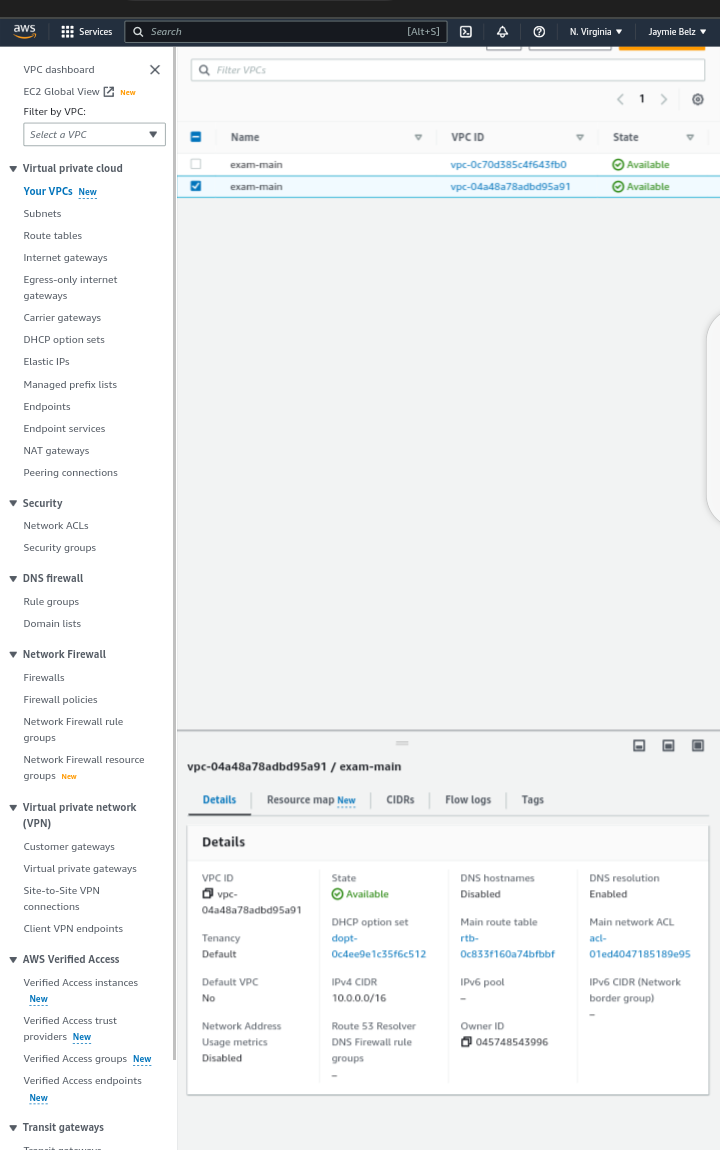 aws
Services
Search
[Alt+S]
N. Virginia
Jaymie Belz
VPC dashboard
EC2 Global View New
Filter by VPC:
Select a VPC
Virtual private cloud
Your VPCs New
Subnets
Route tables
Internet gateways
Egress-only internet
gateways
Carrier gateways
DHCP option sets
Elastic IPs
Managed prefix lists
Endpoints
Endpoint services
NAT gateways
Peering connections
Security
Network ACLs
Security groups
DNS firewall
Rule groups
Domain lists
Network Firewall
Firewalls
Firewall policies
Network Firewall rule
groups
Network Firewall resource
groups New
Virtual private network
(VPN)
Customer gateways
Virtual private gateways
Site-to-Site VPN
connections
Client VPN endpoints
AWS Verified Access
Verified Access instances
New
Verified Access trust
providers New
Verified Access groups New
Verified Access endpoints
New
Transit gateways
Transit gateways
Filter VPCs
1
Name VPC ID State
exam-main vpc-0c70d385c4f643fb0 Available
exam-main vpc-04a48a78adbd95a91 Available
vpc-04a48a78adbd95a91 / exam-main
Details Resource map New CIDRs Flow logs Tags
Details
VPC ID
vpc-
04a48a78adbd95a91
State
Available
DNS hostnames
Disabled
DNS resolution
Enabled
Tenancy
Default
DHCP option set
dopt-
0c4ee9e1c35f6c512
Main route table
rtb-
0c833f160a74bfbbf
Main network ACL
acl-
01ed4047185189e95
Default VPC
No
IPv4 CIDR
10.0.0.0/16
IPv6 pool
–
IPv6 CIDR (Network
border group)
–
Network Address
Usage metrics
Disabled
Route 53 Resolver
DNS Firewall rule
groups
–
Owner ID
045748543996